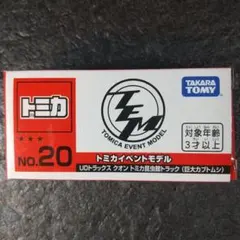 トミカ
TEM
TOMICA EVENT MODEL
TAKARA
TOMY
対象年齢
3才以上
NO.20
トミカイベントモデル
UDトラックス クオン トミカ昆虫館トラック(巨大カブトムシ)